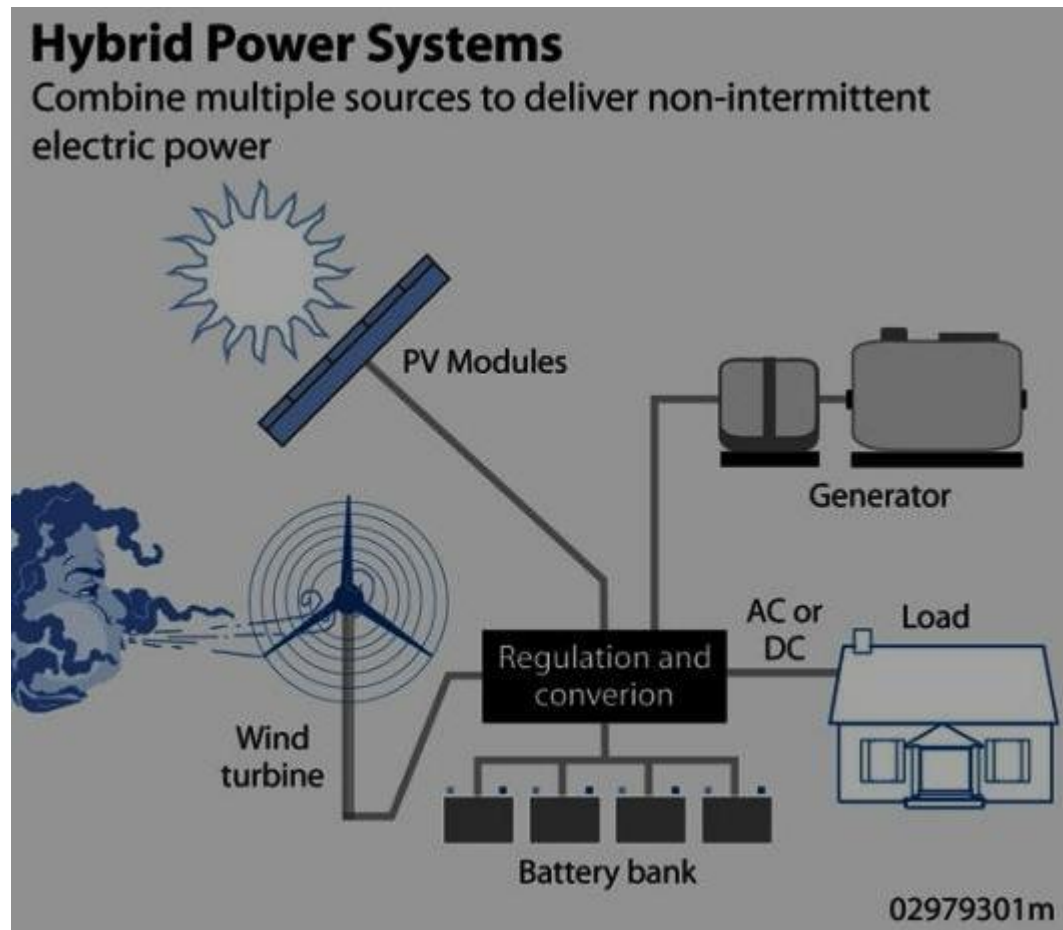 Hybrid Power Systems
Combine multiple sources to deliver non-intermittent
electric power
PV Modules
Generator
AC or
DC
Load
Regulation and
converion
Wind
turbine
Battery bank
02979301m